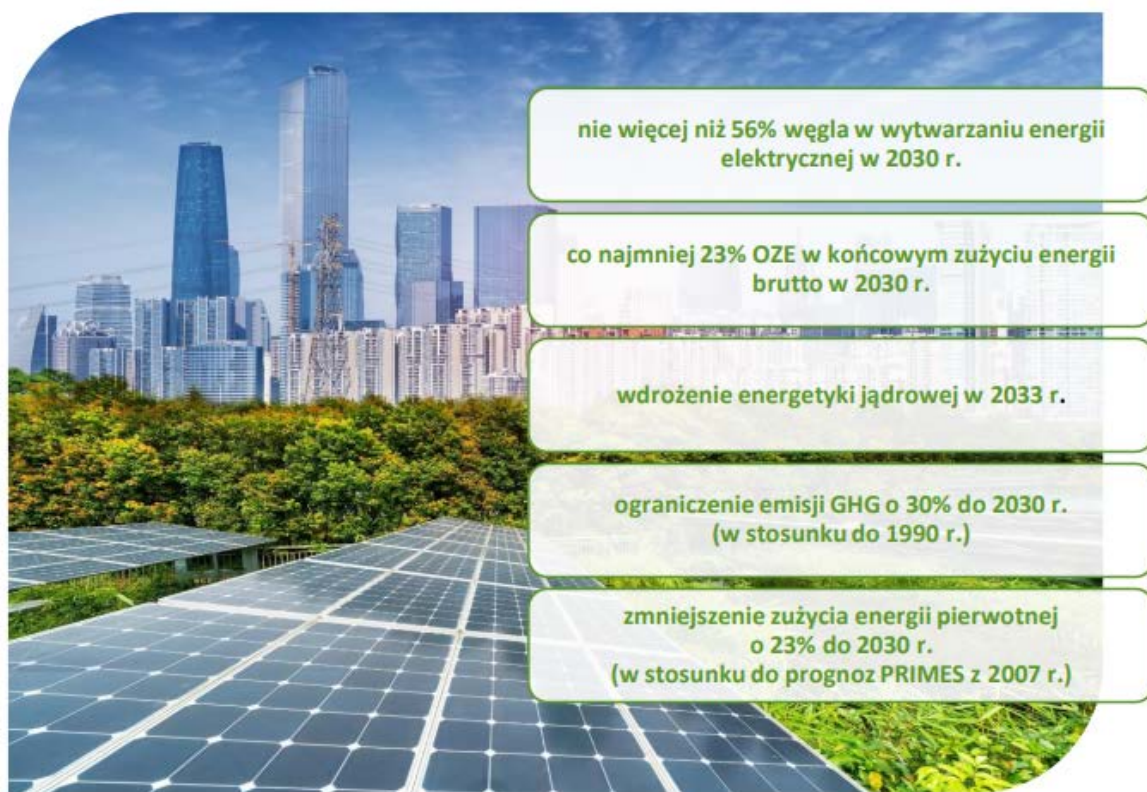 nie więcej niż 56% węgla w wytwarzaniu energii
elektrycznej w 2030 r.
co najmniej 23% OZE w końcowym zużyciu energii
brutto w 2030 r.
wdrożenie energetyki jądrowej w 2033 r.
ograniczenie emisji GHG o 30% do 2030 r.
(w stosunku do 1990 r.)
zmniejszenie zużycia energii pierwotnej
o 23% do 2030 r.
(w stosunku do prognoz PRIMES z 2007 r.)